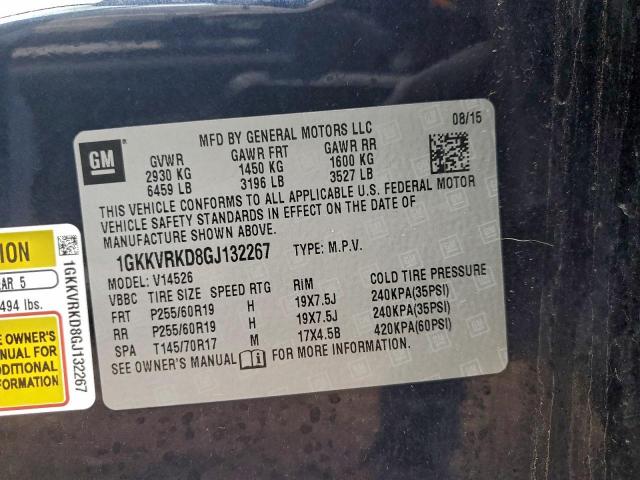 GM
MFD BY GENERAL MOTORS LLC
08/15
GVWR GAWR FRT GAWR RR
2930 KG 1450 KG 1600 KG
6459 LB 3196 LB 3527 LB
THIS VEHICLE CONFORMS TO ALL APPLICABLE U.S. FEDERAL MOTOR
VEHICLE SAFETY STANDARDS IN EFFECT ON THE DATE OF
MANUFACTURE SHOWN ABOVE.
1GKKVRKD8GJ132267 TYPE: M.P.V.
MODEL: V14526
VBBC TIRE SIZE SPEED RTG RIM COLD TIRE PRESSURE
FRT P255/60R19 H 19X7.5J 240KPA(35PSI)
RR P255/60R19 H 19X7.5J 240KPA(35PSI)
SPA T145/70R17 M 17X4.5B 420KPA(60PSI)
SEE OWNER'S MANUAL FOR MORE INFORMATION.
ION
AR 5
494 lbs.
E OWNER'S
NUAL FOR
DDITIONAL
ORMATION
1GKKVRKD8GJ132267